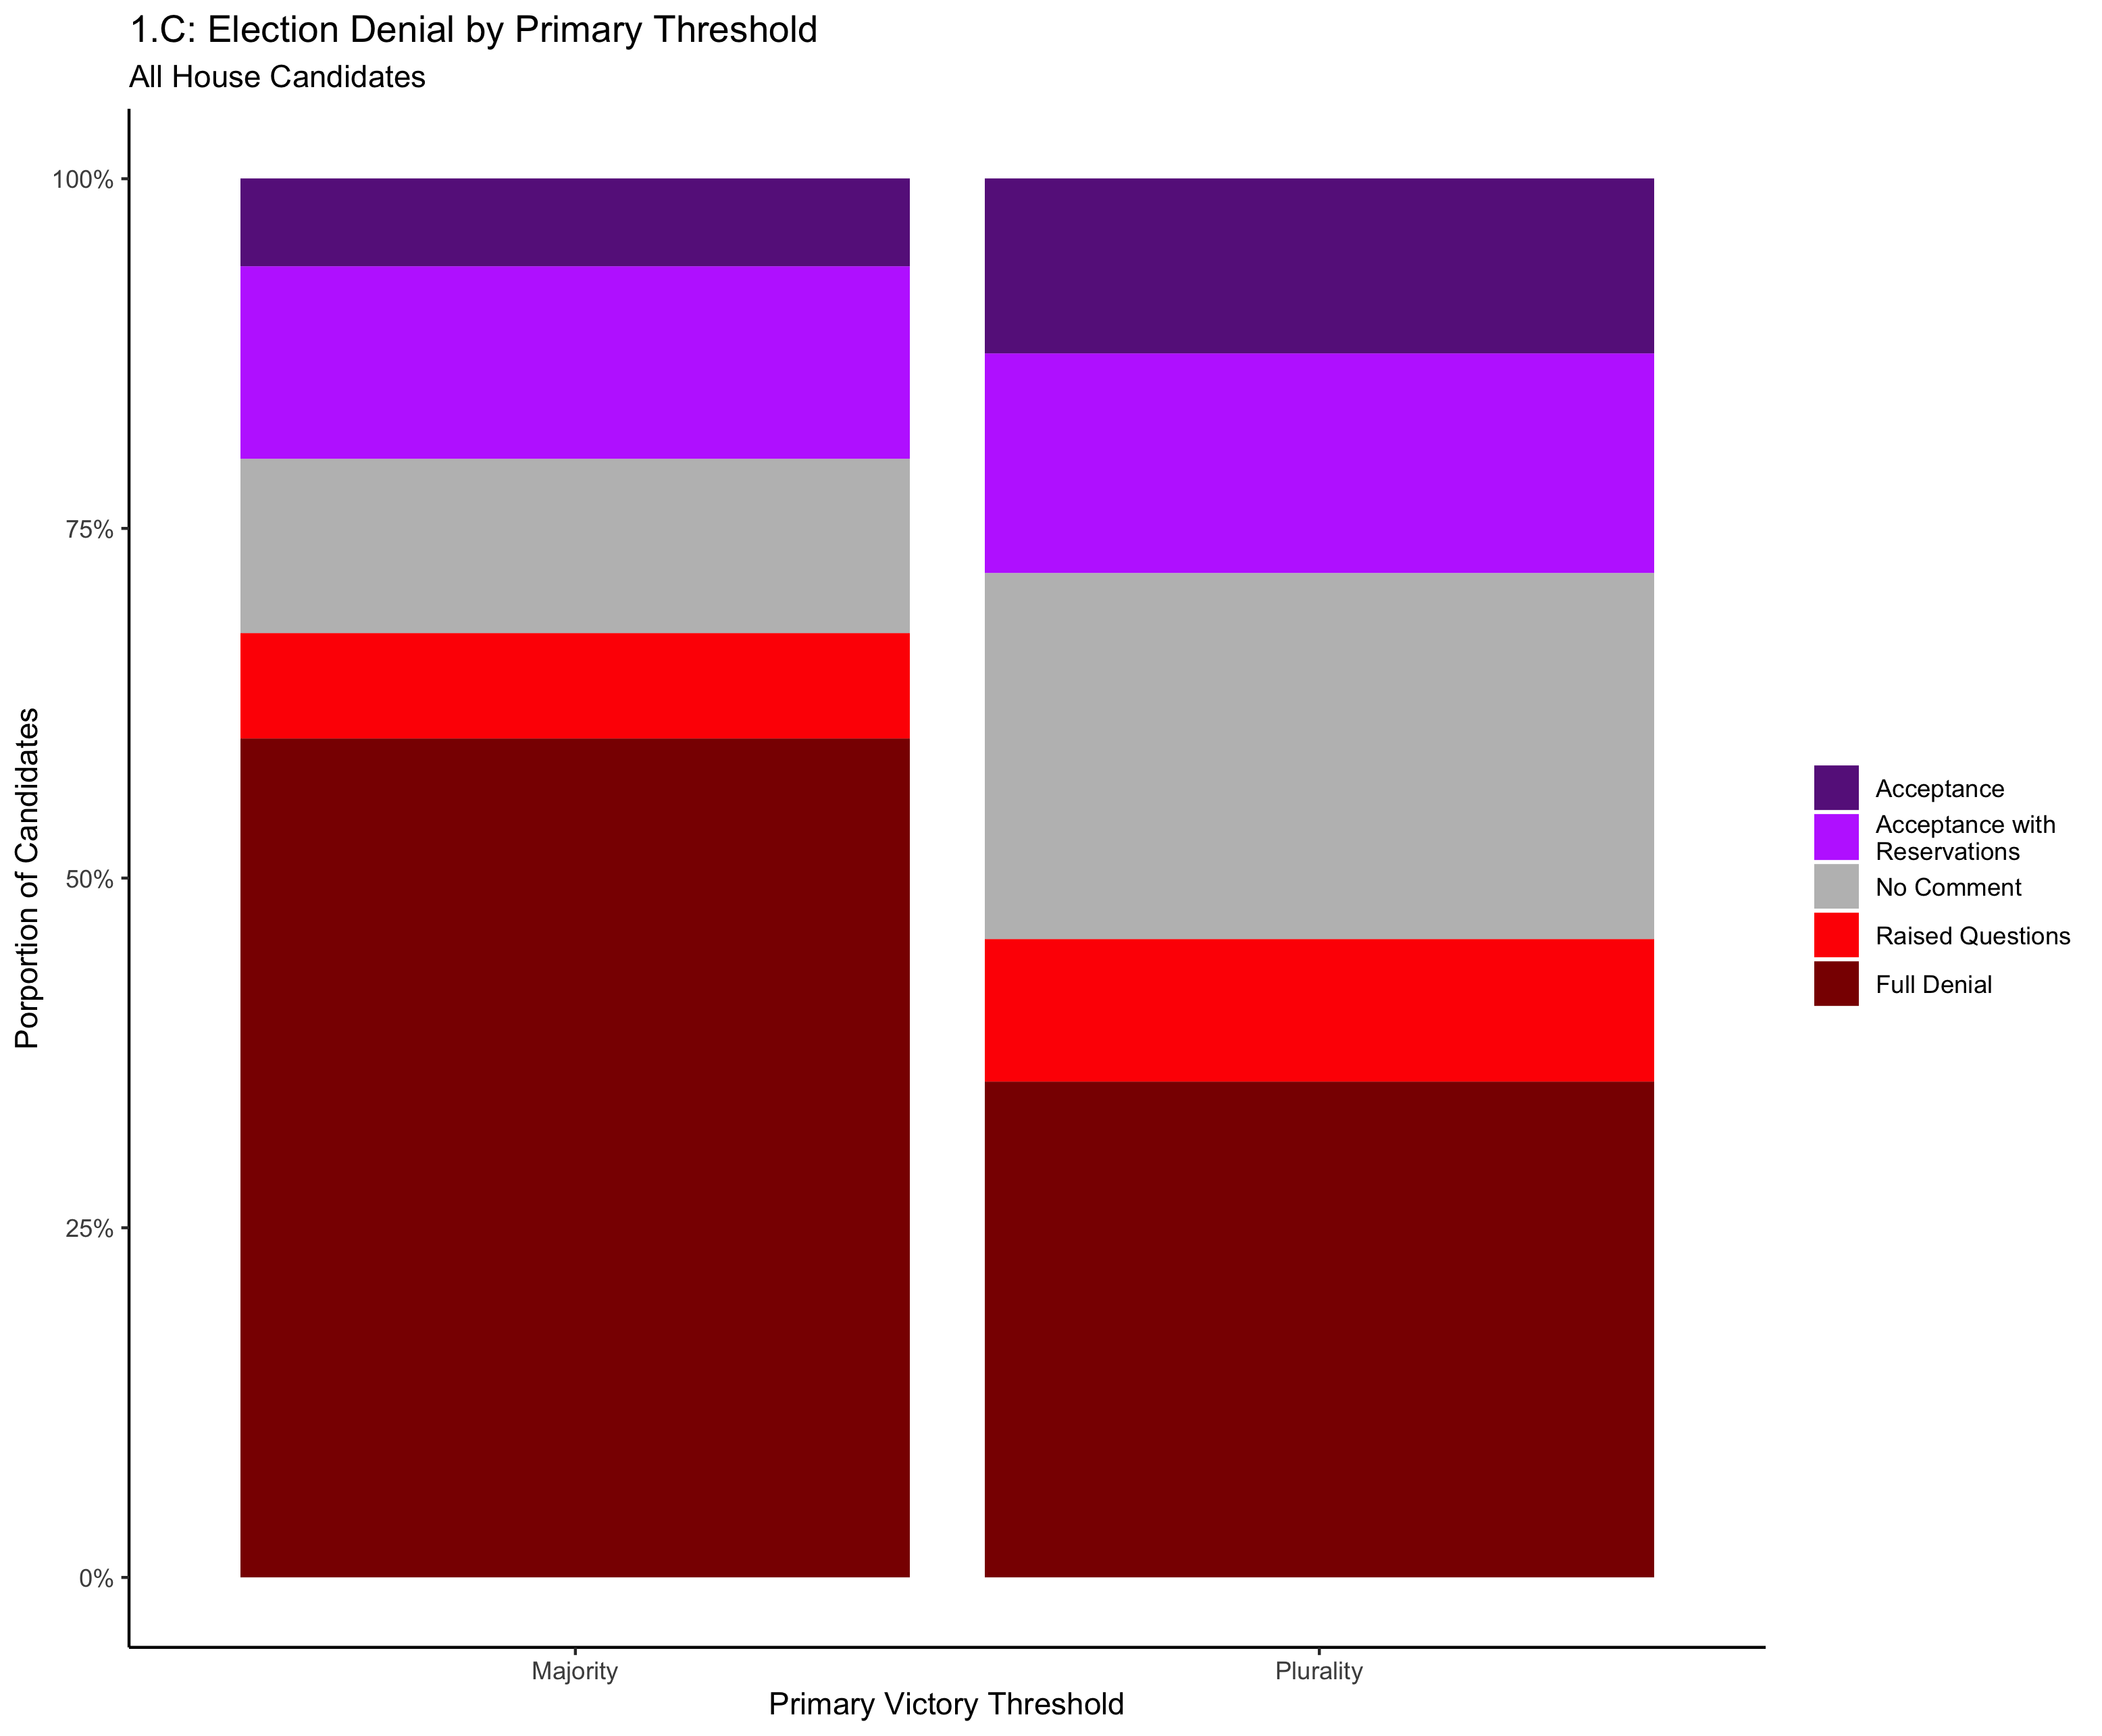 1.C: Election Denial by Primary Threshold
All House Candidates
Porportion of Candidates
100%
75%
50%
25%
0%
Majority
Plurality
Primary Victory Threshold
Acceptance
Acceptance with
Reservations
No Comment
Raised Questions
Full Denial